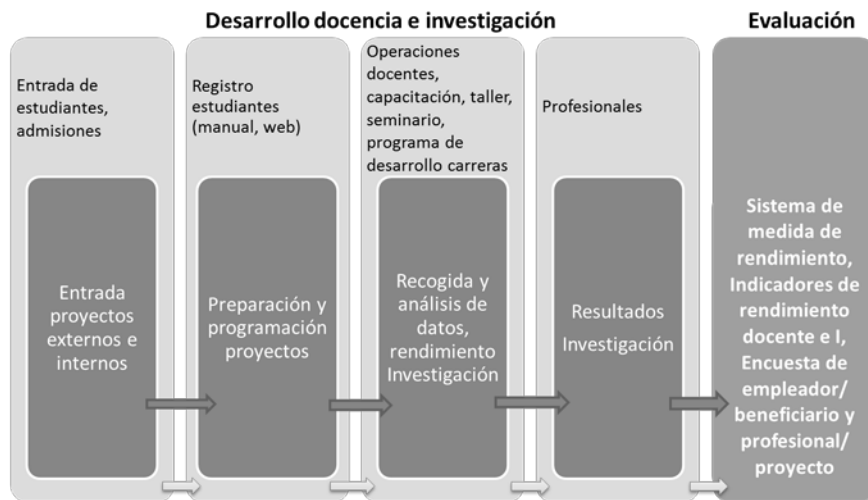 Desarrollo docencia e investigación
Evaluación
Entrada de
estudiantes,
admisiones
Entrada
proyectos
externos e
internos
Registro
estudiantes
(manual, web)
Preparación y
programación
proyectos
Operaciones
docentes,
capacitación, taller,
seminario,
programa de
desarrollo carreras
Recogida y
análisis de
datos,
rendimiento
Investigación
Profesionales
Resultados
Investigación
Sistema de
medida de
rendimiento,
Indicadores de
rendimiento
docente e I,
Encuesta de
empleador/
beneficiario y
profesional/
proyecto